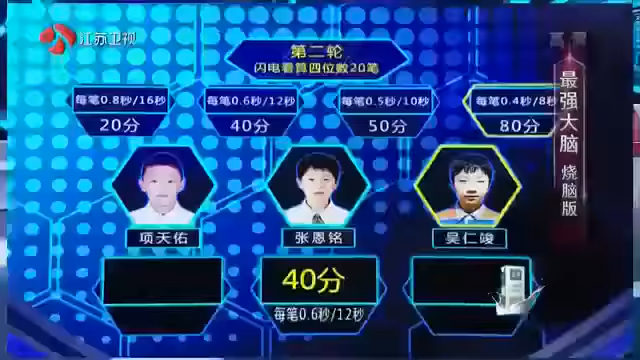 江苏卫视
第二轮
闪电看算四位数20笔
每笔0.8秒/16秒
每笔0.6秒/12秒
每笔0.5秒/10秒
每笔0.4秒/8秒
20分
40分
50分
80分
最强大脑 烧脑版
项天佑
张恩铭
吴仁竣
40分
每笔0.6秒/12秒